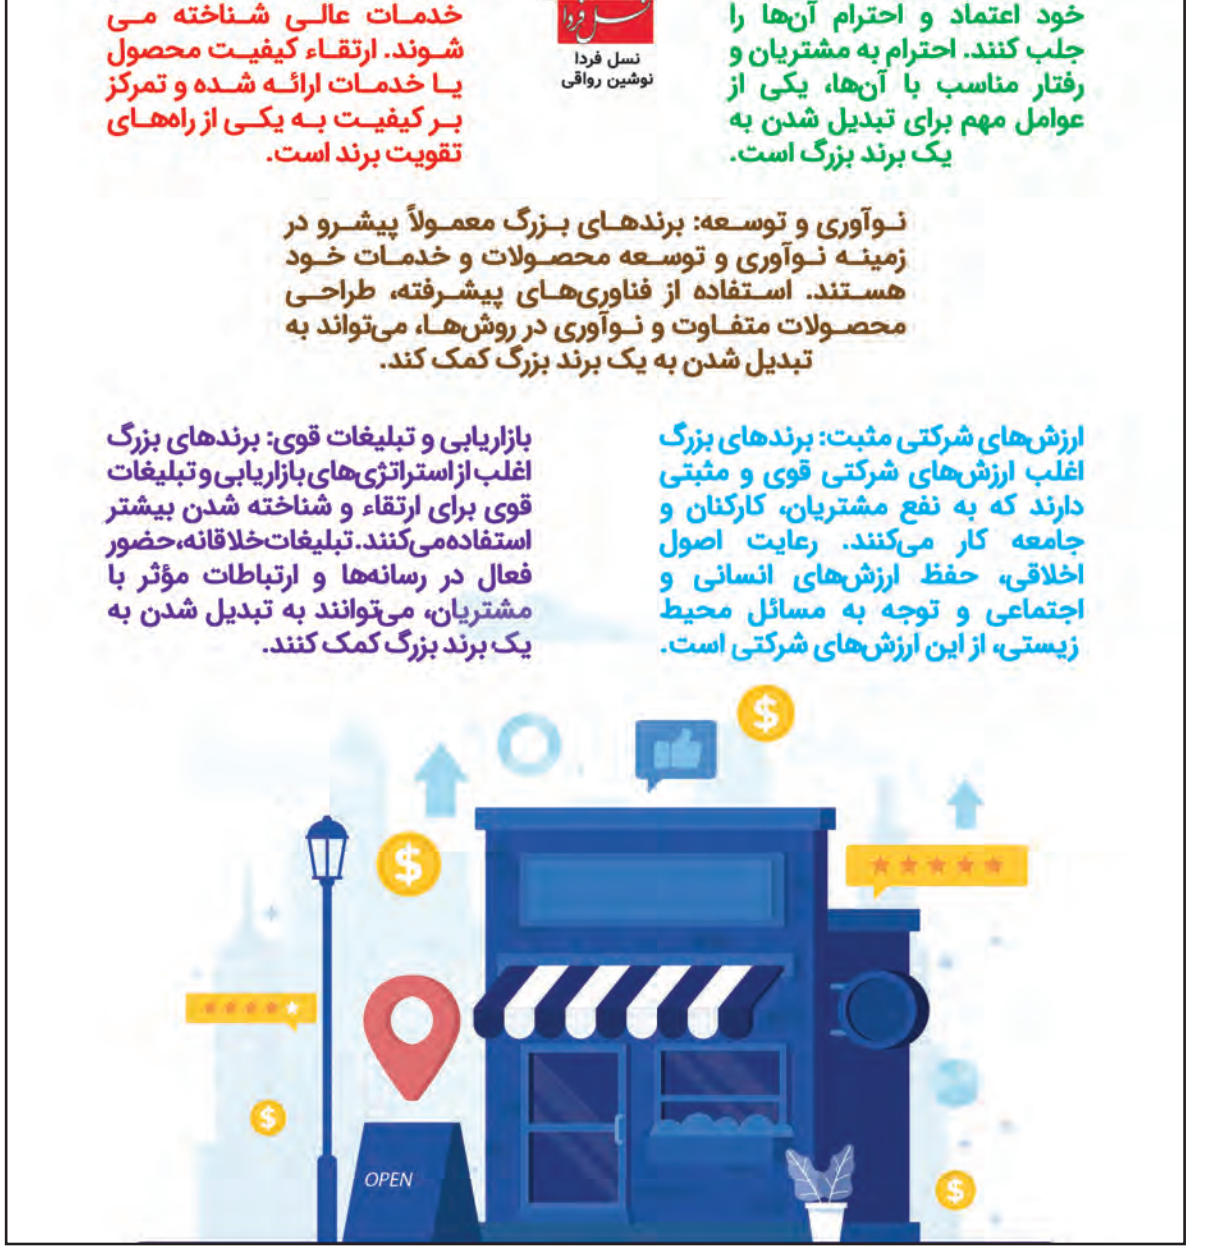 خود اعتماد و احترام آن‌ها را
جلب کنند. احترام به مشتریان و
رفتار مناسب با آن‌ها، یکی از
عوامل مهم برای تبدیل شدن به
یک برند بزرگ است.
نسل فردا
نسل فردا
نوشین رواقی
خدمات عالی شناخته می
شوند. ارتقاء کیفیت محصول
یا خدمات ارائه شده و تمرکز
بر کیفیت به یکی از راه‌های
تقویت برند است.
نوآوری و توسعه: برندهای بزرگ معمولاً پیشرو در
زمینه نوآوری و توسعه محصولات و خدمات خود
هستند. استفاده از فناوری‌های پیشرفته، طراحی
محصولات متفاوت و نوآوری در روش‌ها، می‌تواند به
تبدیل شدن به یک برند بزرگ کمک کند.
ارزش‌های شرکتی مثبت: برندهای بزرگ
اغلب ارزش‌های شرکتی قوی و مثبتی
دارند که به نفع مشتریان، کارکنان و
جامعه کار می‌کنند. رعایت اصول
اخلاقی، حفظ ارزش‌های انسانی و
اجتماعی و توجه به مسائل محیط
زیستی، از این ارزش‌های شرکتی است.
بازاریابی و تبلیغات قوی: برندهای بزرگ
اغلب از استراتژی‌های بازاریابی و تبلیغات
قوی برای ارتقاء و شناخته شدن بیشتر
استفاده می‌کنند. تبلیغات خلاقانه، حضور
فعال در رسانه‌ها و ارتباطات مؤثر با
مشتریان، می‌توانند به تبدیل شدن به
یک برند بزرگ کمک کنند.
OPEN